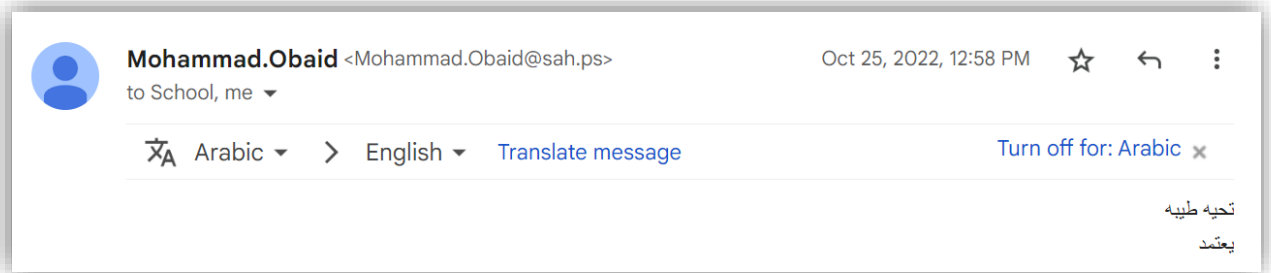 Mohammad.Obaid <Mohammad.Obaid@sah.ps> Oct 25, 2022, 12:58 PM
to School, me
Arabic English Translate message Turn off for: Arabic
تحيه طيبه
يعتمد